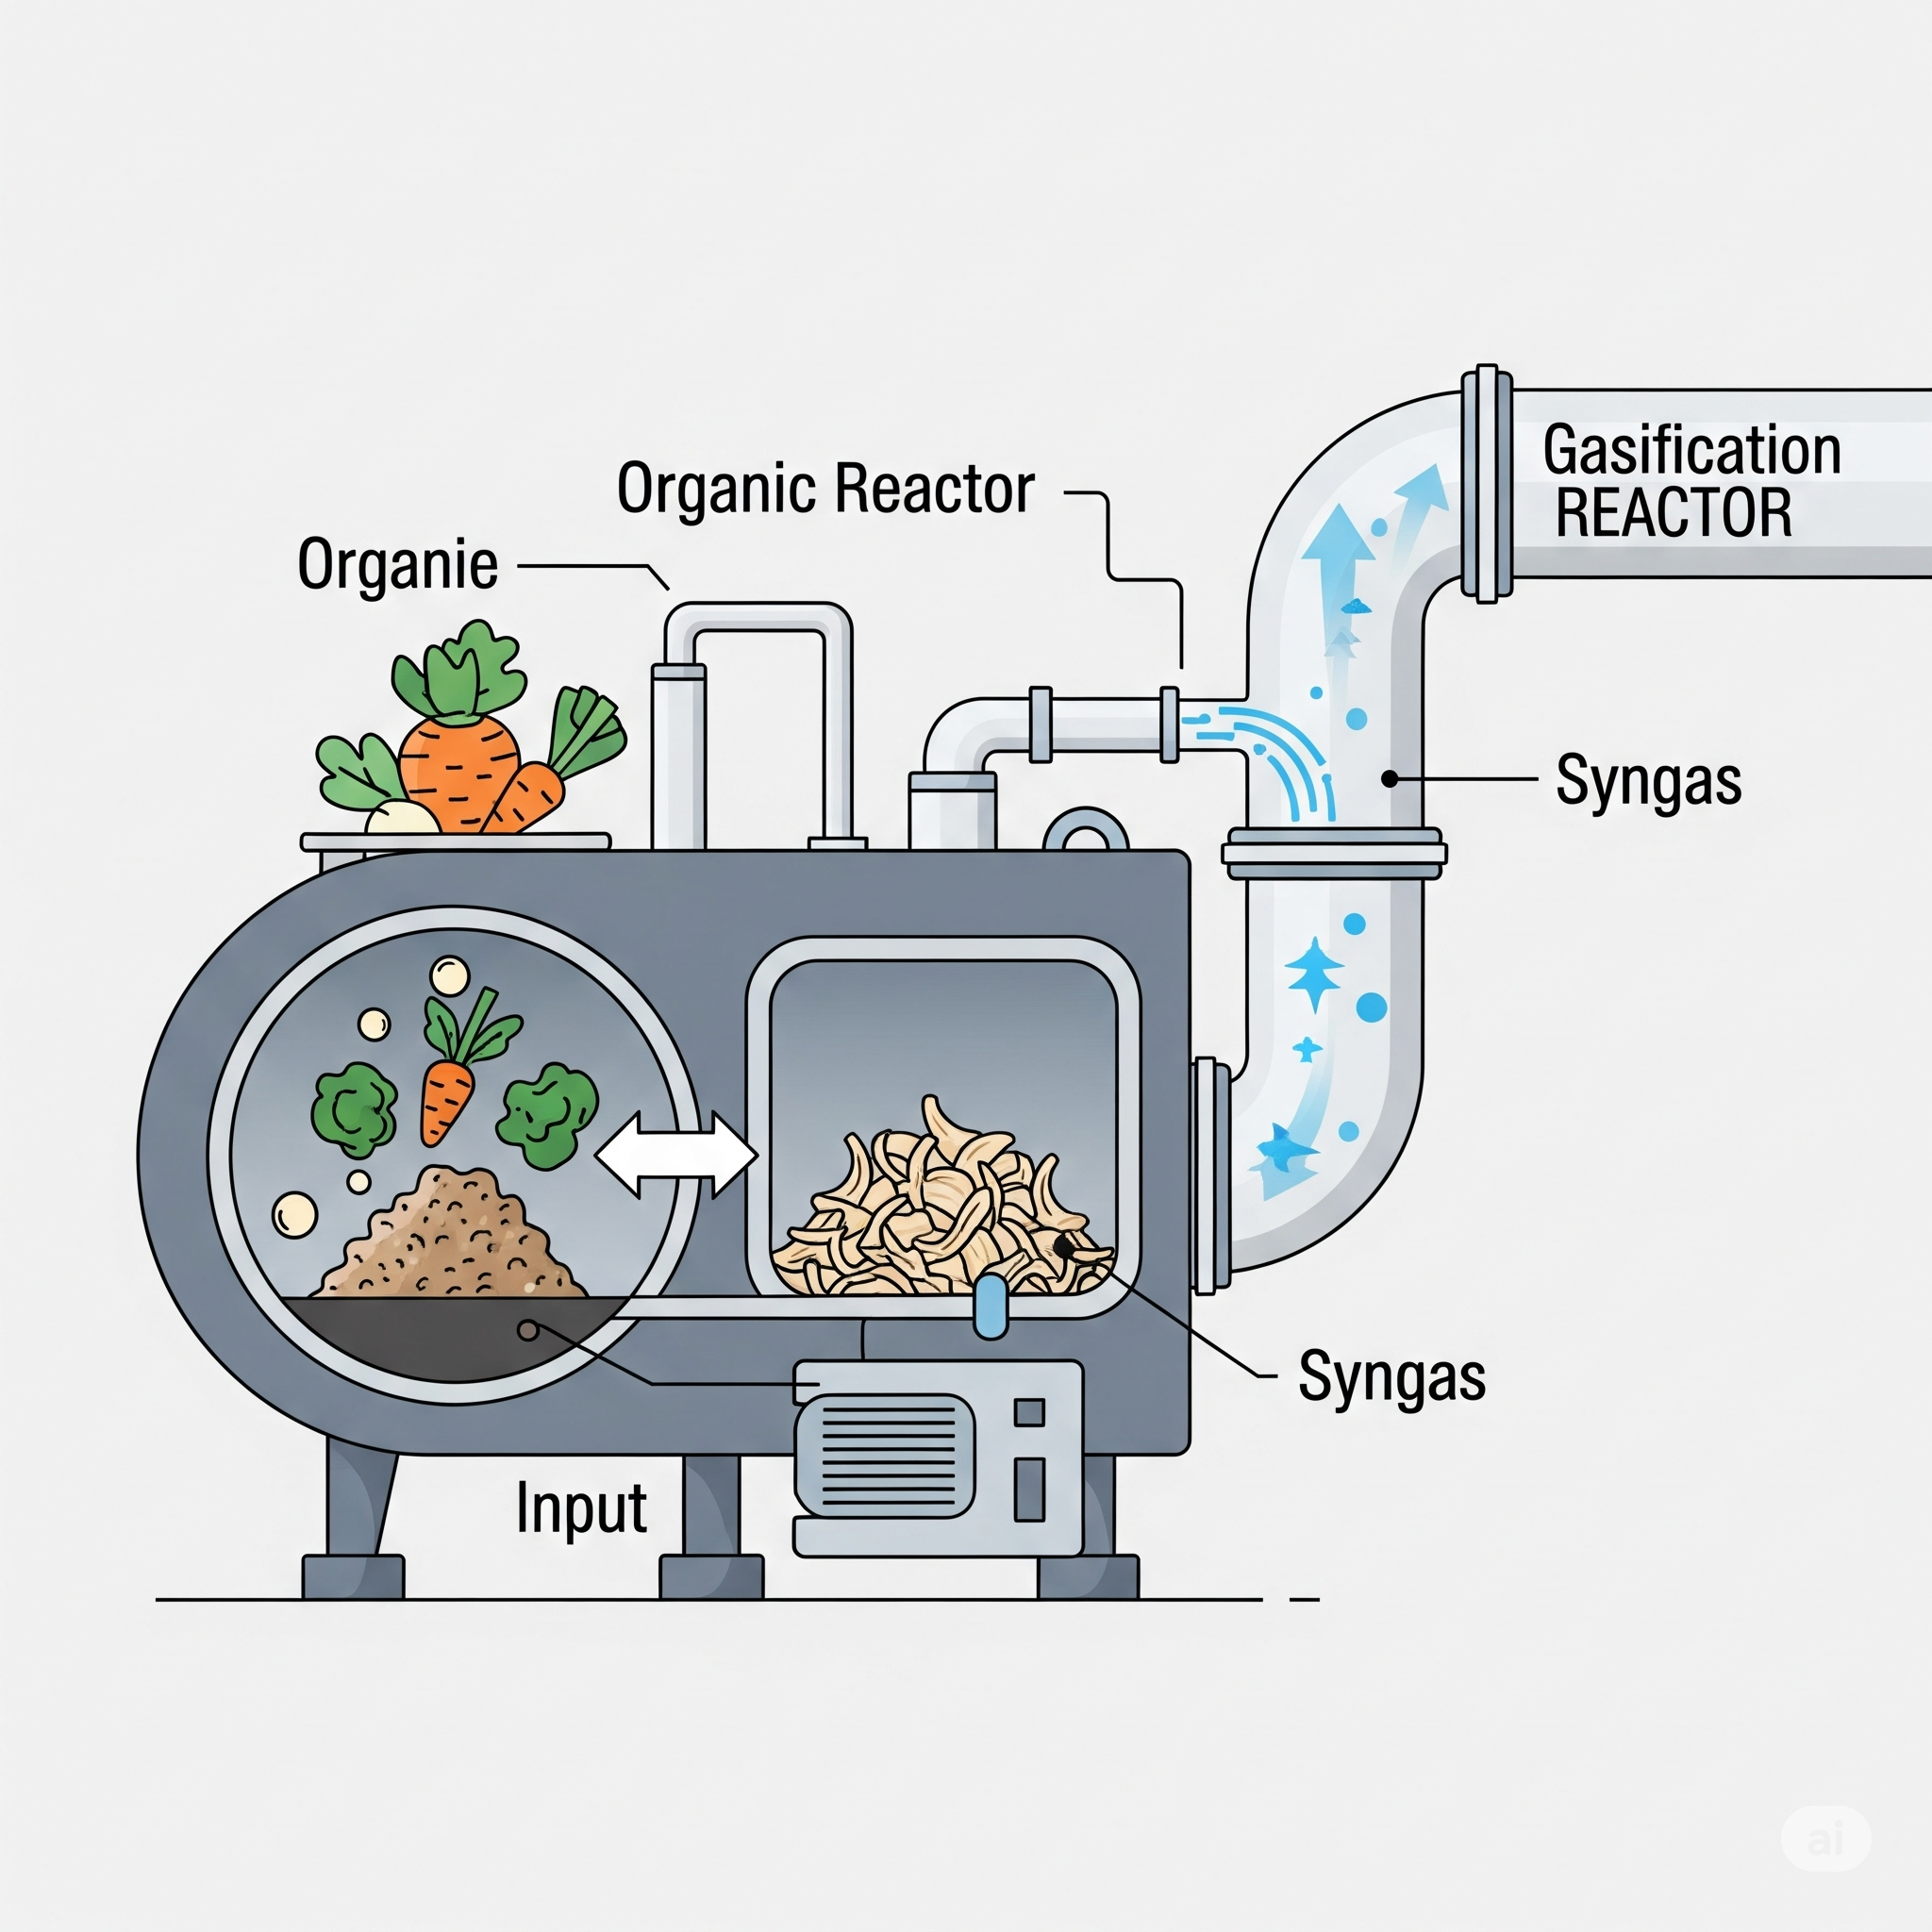 Gasification
REACTOR
Organic Reactor
Organie
Syngas
Syngas
Input
ai